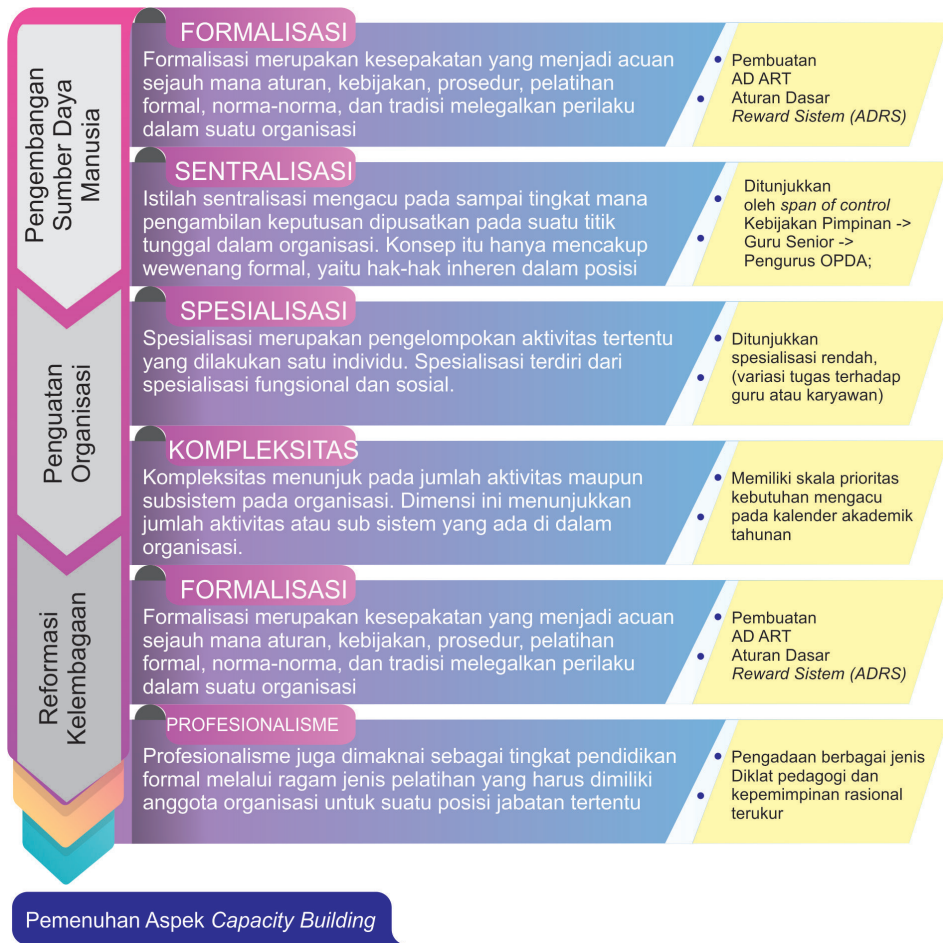 Pengembangan
Sumber Daya
Manusia
Penguatan
Organisasi
Reformasi
Kelembagaan
FORMALISASI
Formalisasi merupakan kesepakatan yang menjadi acuan
sejauh mana aturan, kebijakan, prosedur, pelatihan
formal, norma-norma, dan tradisi melegalkan perilaku
dalam suatu organisasi
Pembuatan
AD ART
Aturan Dasar
Reward Sistem (ADRS)
SENTRALISASI
Istilah sentralisasi mengacu pada sampai tingkat mana
pengambilan keputusan dipusatkan pada suatu titik
tunggal dalam organisasi. Konsep itu hanya mencakup
wewenang formal, yaitu hak-hak inheren dalam posisi
Ditunjukkan
oleh span of control
Kebijakan Pimpinan ->
Guru Senior ->
Pengurus OPDA;
SPESIALISASI
Spesialisasi merupakan pengelompokan aktivitas tertentu
yang dilakukan satu individu. Spesialisasi terdiri dari
spesialisasi fungsional dan sosial.
Ditunjukkan
spesialisasi rendah,
(variasi tugas terhadap
guru atau karyawan)
KOMPLEKSITAS
Kompleksitas menunjuk pada jumlah aktivitas maupun
subsistem pada organisasi. Dimensi ini menunjukkan
jumlah aktivitas atau sub sistem yang ada di dalam
organisasi.
Memiliki skala prioritas
kebutuhan mengacu
pada kalender akademik
tahunan
FORMALISASI
Formalisasi merupakan kesepakatan yang menjadi acuan
sejauh mana aturan, kebijakan, prosedur, pelatihan
formal, norma-norma, dan tradisi melegalkan perilaku
dalam suatu organisasi
Pembuatan
AD ART
Aturan Dasar
Reward Sistem (ADRS)
PROFESIONALISME
Profesionalisme juga dimaknai sebagai tingkat pendidikan
formal melalui ragam jenis pelatihan yang harus dimiliki
anggota organisasi untuk suatu posisi jabatan tertentu
Pengadaan berbagai jenis
Diklat pedagogi dan
kepemimpinan rasional
terukur
Pemenuhan Aspek Capacity Building